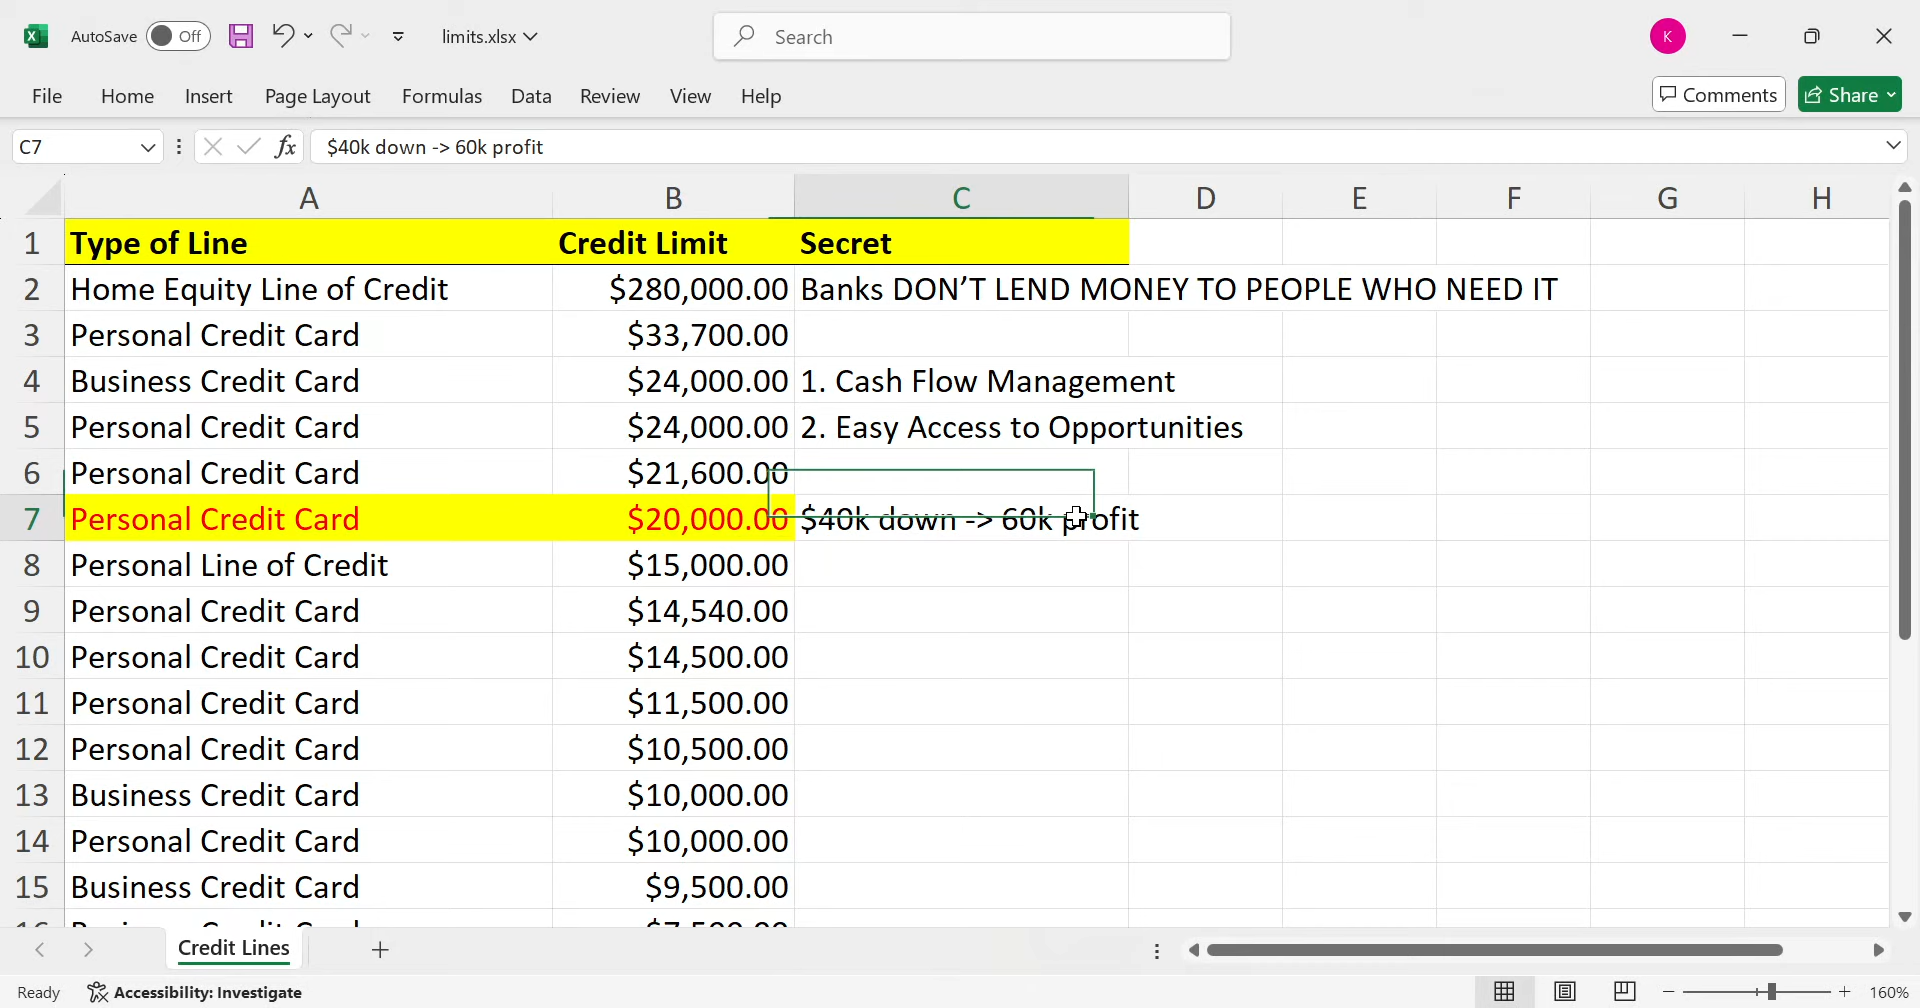 AutoSave Off limits.xlsx Search K
File Home Insert Page Layout Formulas Data Review View Help Comments Share
C7 fx $40k down -> 60k profit
A B C D E F G H
1 Type of Line Credit Limit Secret
2 Home Equity Line of Credit $280,000.00 Banks DON’T LEND MONEY TO PEOPLE WHO NEED IT
3 Personal Credit Card $33,700.00
4 Business Credit Card $24,000.00 1. Cash Flow Management
5 Personal Credit Card $24,000.00 2. Easy Access to Opportunities
6 Personal Credit Card $21,600.00
7 Personal Credit Card $20,000.00 $40k down -> 60k profit
8 Personal Line of Credit $15,000.00
9 Personal Credit Card $14,540.00
10 Personal Credit Card $14,500.00
11 Personal Credit Card $11,500.00
12 Personal Credit Card $10,500.00
13 Business Credit Card $10,000.00
14 Personal Credit Card $10,000.00
15 Business Credit Card $9,500.00
Credit Lines
Ready Accessibility: Investigate 160%